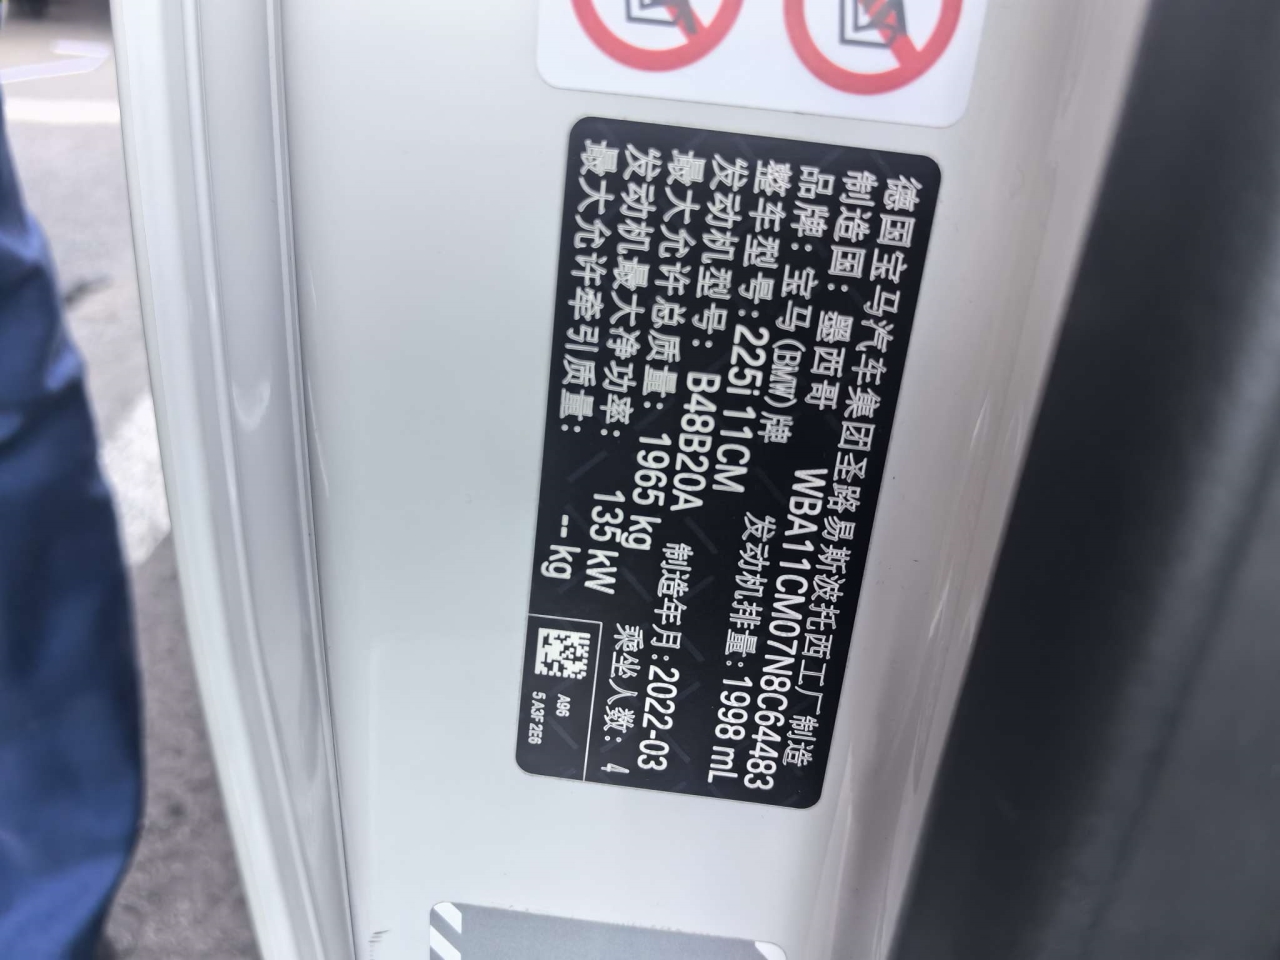 德国宝马汽车集团圣路易斯波托西工厂制造
制造国：墨西哥 WBA11CM07N8C64483
品牌：宝马(BMW)牌
整车型号：225i 11CM 发动机排量：1998 mL
发动机型号：B48B20A
最大允许总质量：1965 kg 制造年月：2022-03
发动机最大净功率：135 kW 乘坐人数：4
最大允许牵引质量：-- kg
A96
5 A3F 2E6